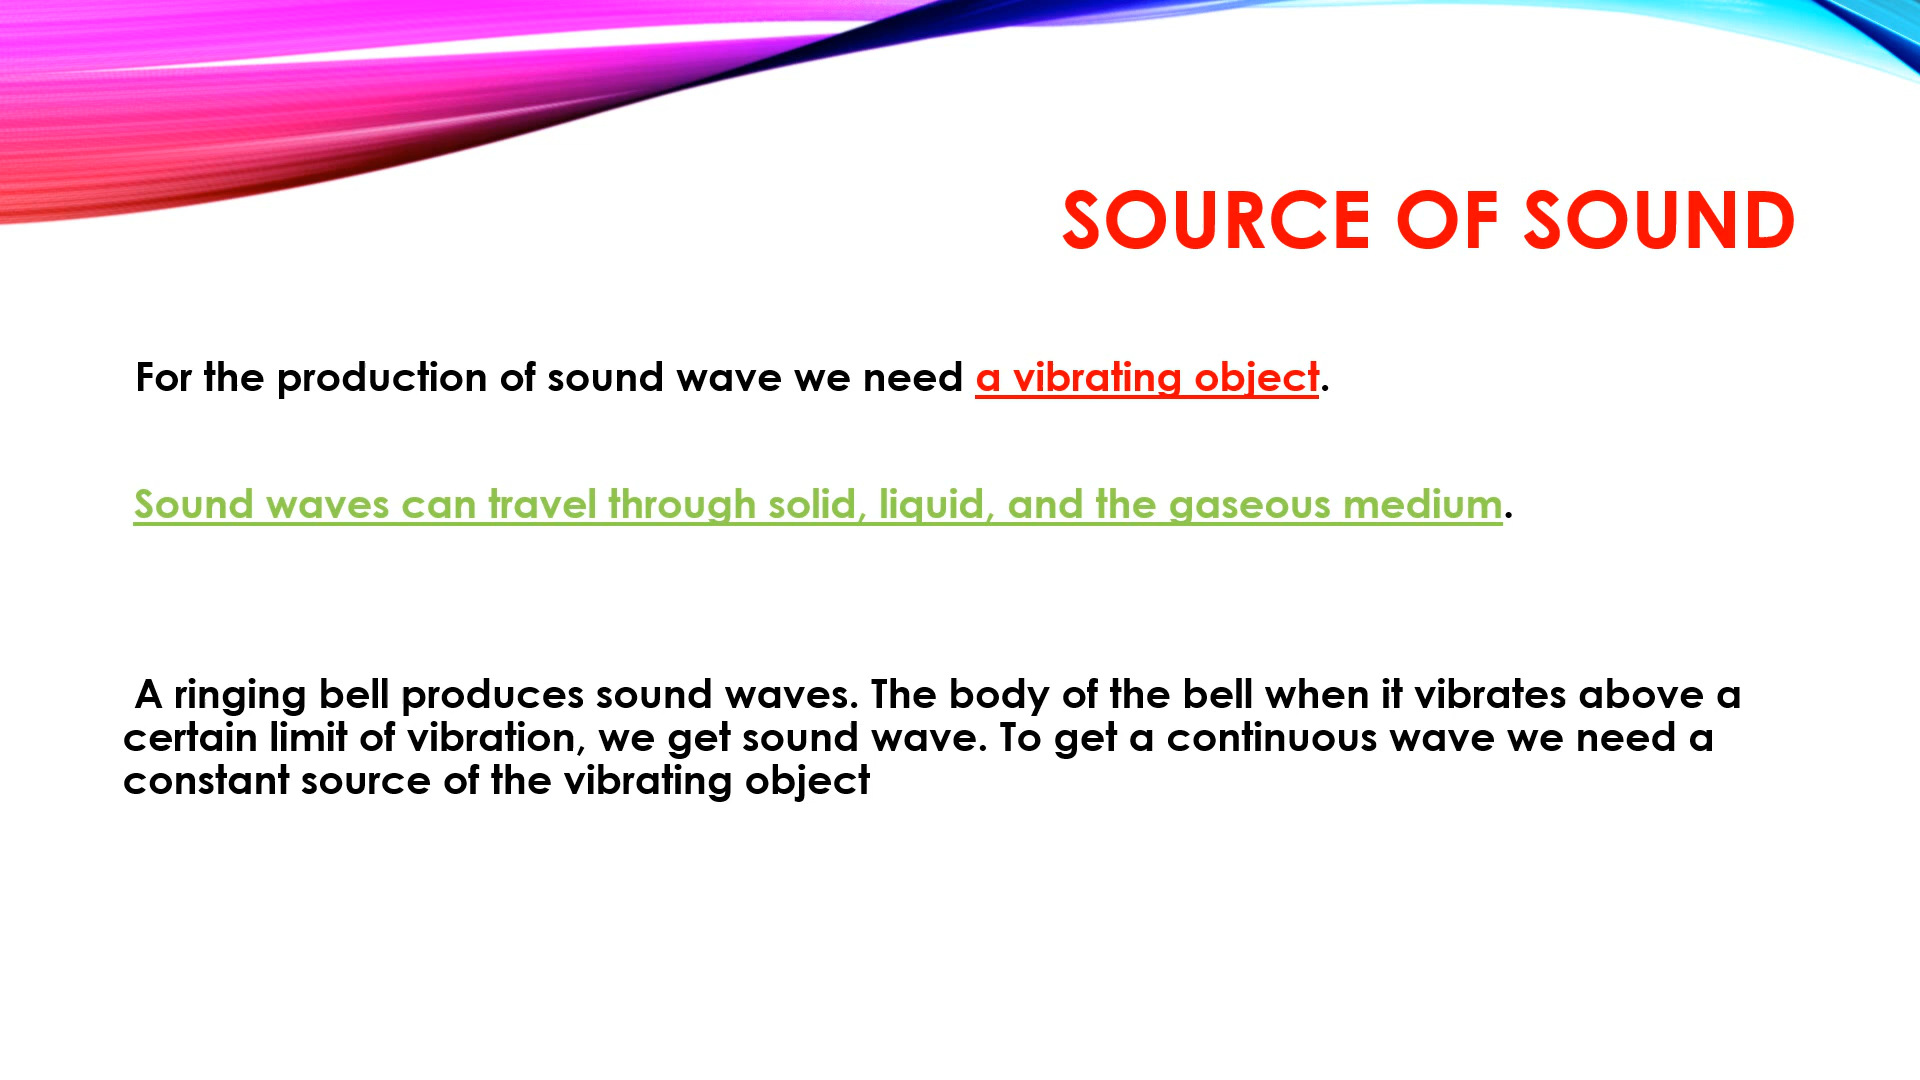 SOURCE OF SOUND
For the production of sound wave we need a vibrating object.
Sound waves can travel through solid, liquid, and the gaseous medium.
A ringing bell produces sound waves. The body of the bell when it vibrates above a
certain limit of vibration, we get sound wave. To get a continuous wave we need a
constant source of the vibrating object